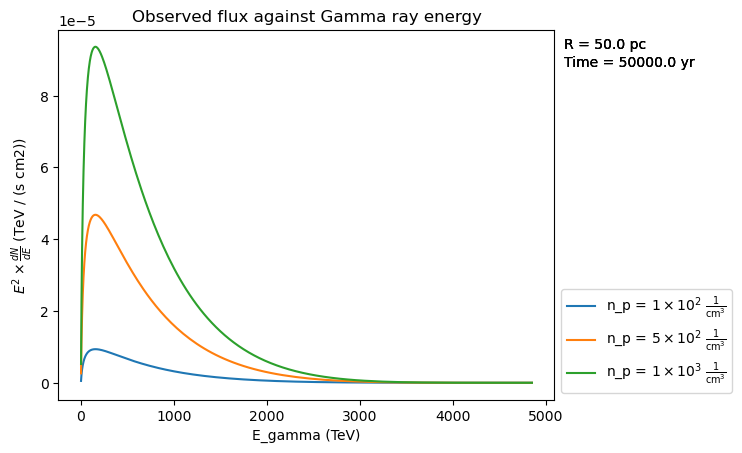 Observed flux against Gamma ray energy
1e−5
R = 50.0 pc
Time = 50000.0 yr
8
6
4
2
0
E² × dN/dE (TeV / (s cm2))
0 1000 2000 3000 4000 5000
E_gamma (TeV)
n_p = 1 × 10² 1/cm³
n_p = 5 × 10² 1/cm³
n_p = 1 × 10³ 1/cm³